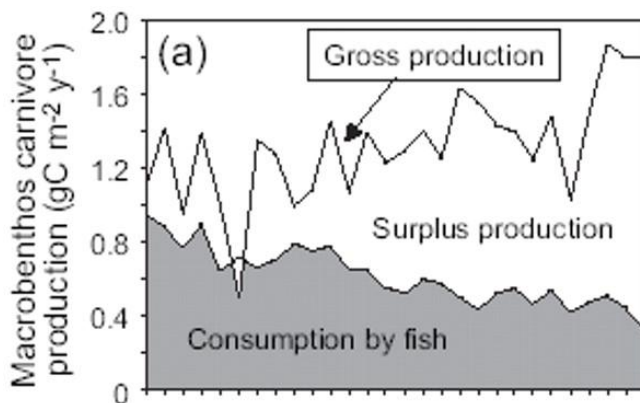 (a)
Gross production
2.0
1.6
1.2
0.8
0.4
0
Macrobenthos carnivore
production (gC m-2 y-1)
Surplus production
Consumption by fish